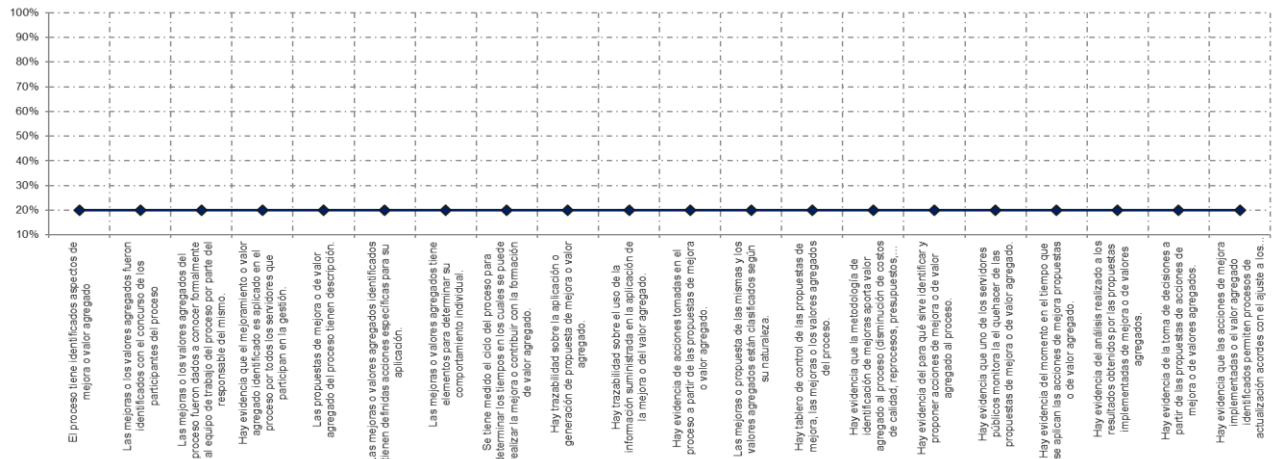 100%
90%
80%
70%
60%
50%
40%
30%
20%
10%
El proceso tiene identificados aspectos de
mejora o valor agregado
Las mejoras o los valores agregados fueron
identificados con el concurso de los
participantes del proceso
Las mejoras o los valores agregados del
proceso fueron dados a conocer formalmente
al equipo de trabajo del proceso por parte del
responsable del mismo.
Hay evidencia que el mejoramiento o valor
agregado identificado es aplicado en el
proceso por todos los servidores que
participan en la gestión.
Las propuestas de mejora o de valor
agregado del proceso tienen descripción.
Las mejoras o valores agregados identificados
tienen defnidas acciones específicas para su
aplicación.
Las mejoras o valores agregados tiene
elementos para determinar su
comportamiento individual.
Se tiene medido el ciclo del proceso para
determinar los tiempos en los cuales se puede
realizar la mejora o contribuir con la formación
de valor agregado.
Hay trazabilidad sobre la aplicación o
generación de propuesta de mejora o valor
agregado.
Hay trazabilidad sobre el uso de la
información suministrada en la aplicación de
la mejora o del valor agregado.
Hay evidencia de acciones tomadas en el
proceso a partir de las propuestas de mejora
o valor agregado.
Las mejoras o propuesta de las mismas y los
valores agregados están clasificados según
su naturaleza.
Hay tablero de control de las propuestas de
mejora, las mejoras o los valores agregados
del proceso.
Hay evidencia que la metodología de
identificación de mejoras aporta valor
agregado al proceso (disminución de costos
de calidad, reprocesos, presupuestos,...
Hay evidencia del para qué sirve identificar y
proponer acciones de mejora o de valor
agregado al proceso.
Hay evidencia que uno de los servidores
públicos monitora la el quehacer de las
propuestas de mejora o de valor agregado.
Hay evidencia del momento en el tiempo que
se aplican las acciones de mejora propuestas
o de valor agregado.
Hay evidencia del análisis realizado a los
resultados obtenidos por las propuestas
implementadas de mejora o de valores
agregados.
Hay evidencia de la toma de decisiones a
partir de las propuestas de acciones de
mejora o de valores agregados.
Hay evidencia que las acciones de mejora
implementadas o el valor agregado
identificados permiten procesos de
actualización acordes con el ajuste a los...